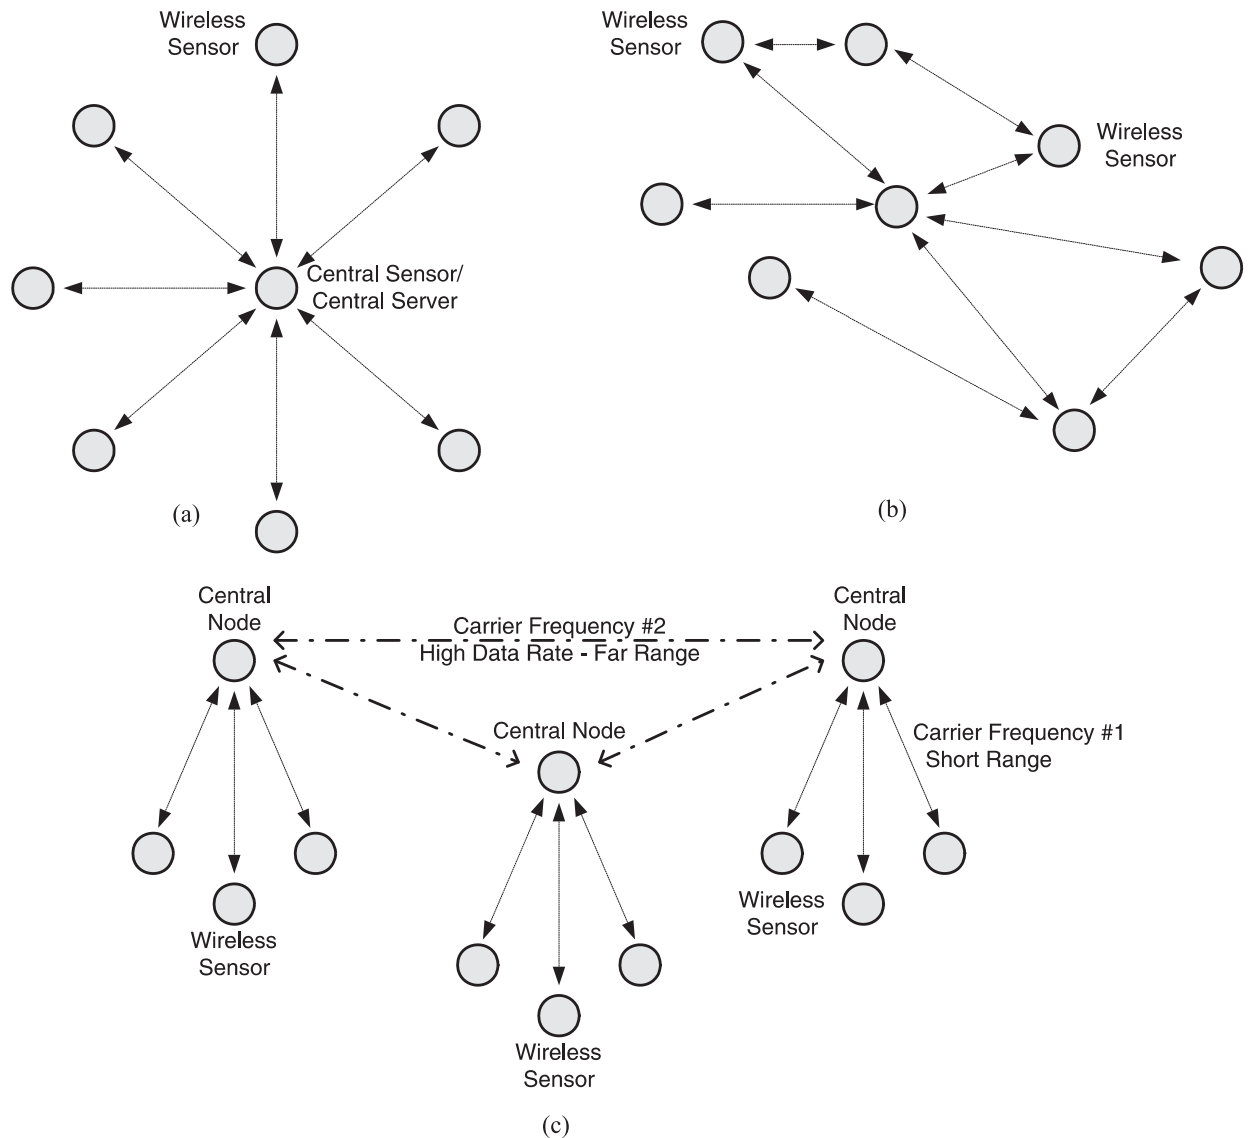 Wireless
Sensor
Central Sensor/
Central Server
(a)
Wireless
Sensor
Wireless
Sensor
(b)
Central
Node
Carrier Frequency #2
High Data Rate - Far Range
Central
Node
Central Node
Carrier Frequency #1
Short Range
Wireless
Sensor
Wireless
Sensor
Wireless
Sensor
(c)